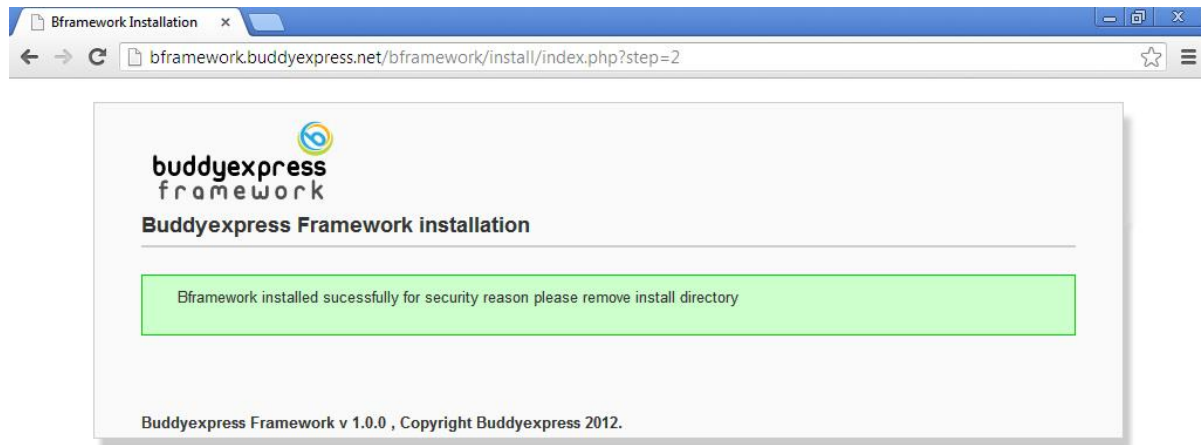 Bframework Installation
bframework.buddyexpress.net/bframework/install/index.php?step=2
buddyexpress
framework
Buddyexpress Framework installation
Bframework installed sucessfully for security reason please remove install directory
Buddyexpress Framework v 1.0.0 , Copyright Buddyexpress 2012.